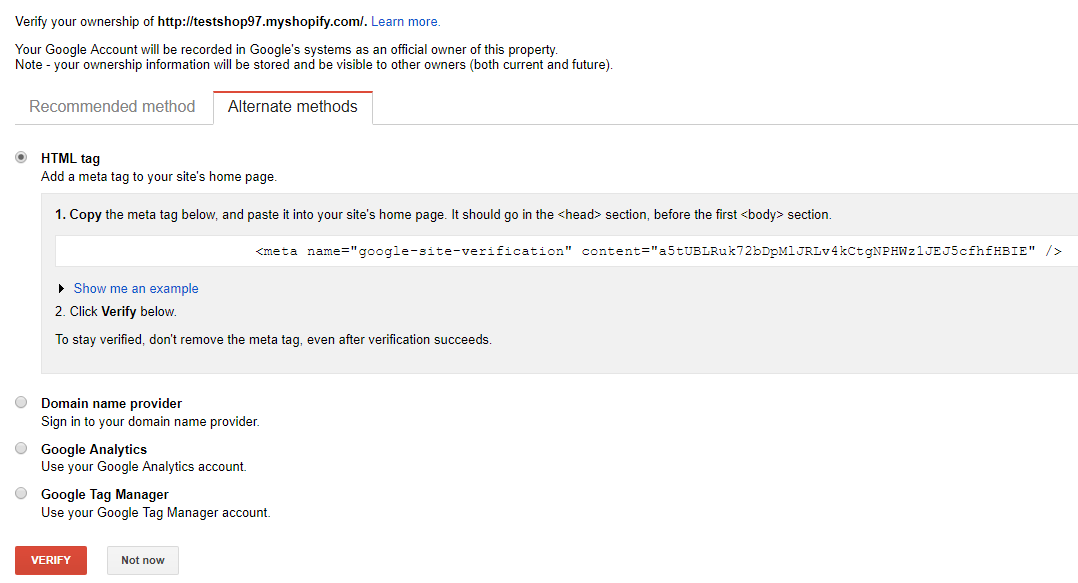 Verify your ownership of http://testshop97.myshopify.com/. Learn more.
Your Google Account will be recorded in Google's systems as an official owner of this property.
Note - your ownership information will be stored and be visible to other owners (both current and future).
Recommended method
Alternate methods
HTML tag
Add a meta tag to your site's home page.
1. Copy the meta tag below, and paste it into your site's home page. It should go in the <head> section, before the first <body> section.
<meta name="google-site-verification" content="a5tUBLRuk72bDpMlJRLv4kCtgNPHWz1JEJ5cfhfHBIE" />
Show me an example
2. Click Verify below.
To stay verified, don't remove the meta tag, even after verification succeeds.
Domain name provider
Sign in to your domain name provider.
Google Analytics
Use your Google Analytics account.
Google Tag Manager
Use your Google Tag Manager account.
VERIFY
Not now